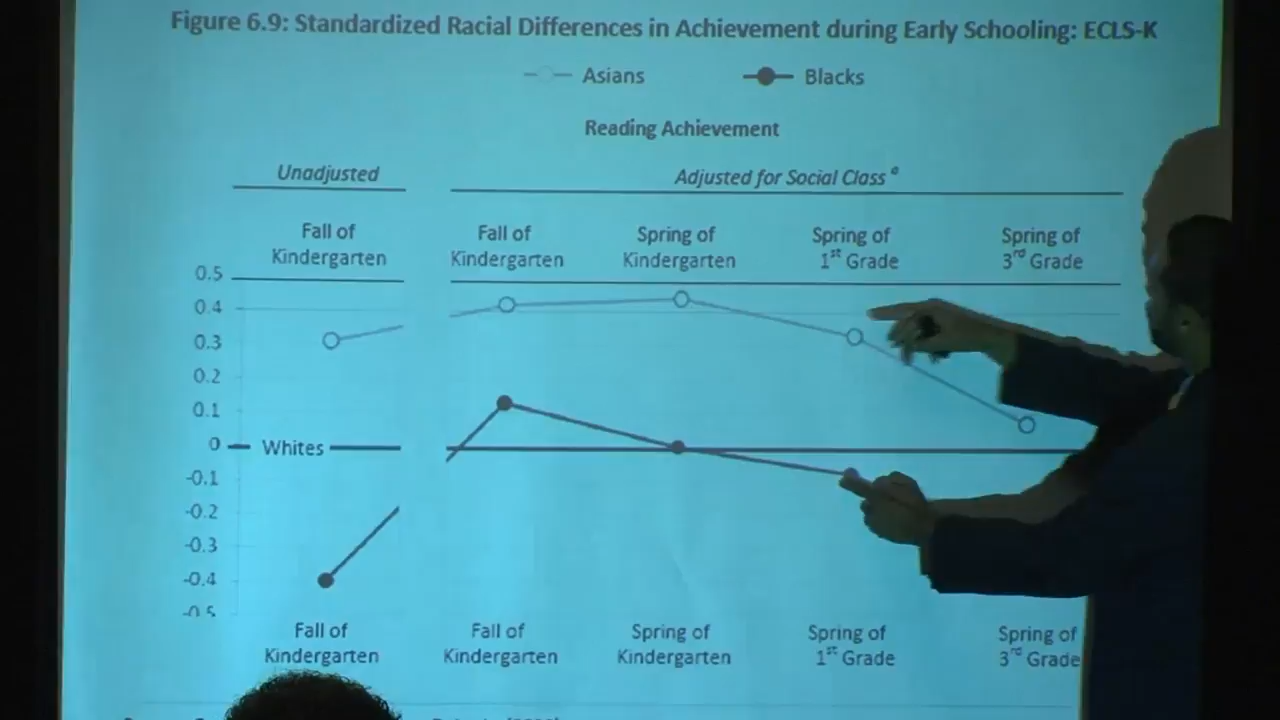 Figure 6.9: Standardized Racial Differences in Achievement during Early Schooling: ECLS-K
Asians Blacks
Reading Achievement
Unadjusted Adjusted for Social Class a
Fall of Kindergarten
Fall of Kindergarten
Spring of Kindergarten
Spring of 1st Grade
Spring of 3rd Grade
0.5
0.4
0.3
0.2
0.1
0 Whites
-0.1
-0.2
-0.3
-0.4
-0.5
Fall of Kindergarten
Fall of Kindergarten
Spring of Kindergarten
Spring of 1st Grade
Spring of 3rd Grade